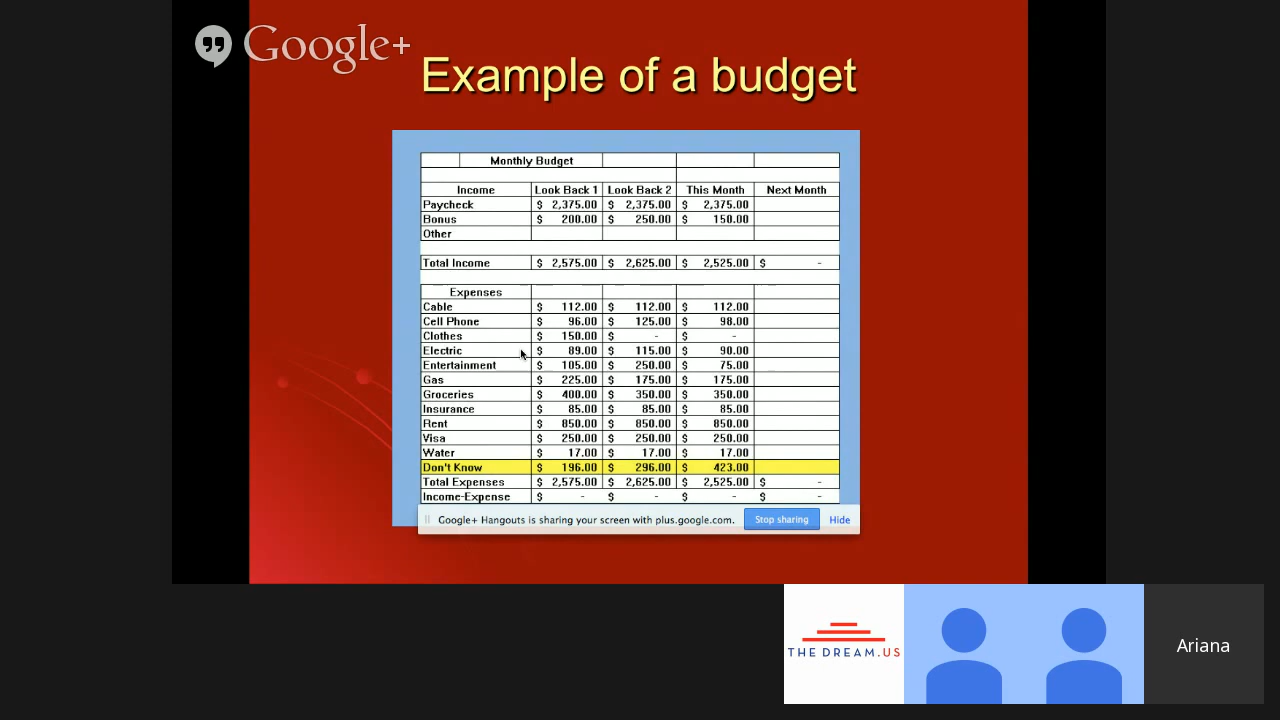 Google+
Example of a budget
Monthly Budget
Income Look Back 1 Look Back 2 This Month Next Month
Paycheck $ 2,375.00 $ 2,375.00 $ 2,375.00
Bonus $ 200.00 $ 250.00 $ 150.00
Other
Total Income $ 2,575.00 $ 2,625.00 $ 2,525.00 $ -
Expenses
Cable $ 112.00 $ 112.00 $ 112.00
Cell Phone $ 96.00 $ 125.00 $ 98.00
Clothes $ 150.00 $ - $ -
Electric $ 89.00 $ 115.00 $ 90.00
Entertainment $ 105.00 $ 250.00 $ 75.00
Gas $ 225.00 $ 175.00 $ 175.00
Groceries $ 400.00 $ 350.00 $ 350.00
Insurance $ 85.00 $ 85.00 $ 85.00
Rent $ 850.00 $ 850.00 $ 850.00
Visa $ 250.00 $ 250.00 $ 250.00
Water $ 17.00 $ 17.00 $ 17.00
Don't Know $ 196.00 $ 296.00 $ 423.00
Total Expenses $ 2,575.00 $ 2,625.00 $ 2,525.00 $ -
Income-Expense $ - $ - $ - $ -
Google+ Hangouts is sharing your screen with plus.google.com. Stop sharing Hide
THE DREAM.US
Ariana